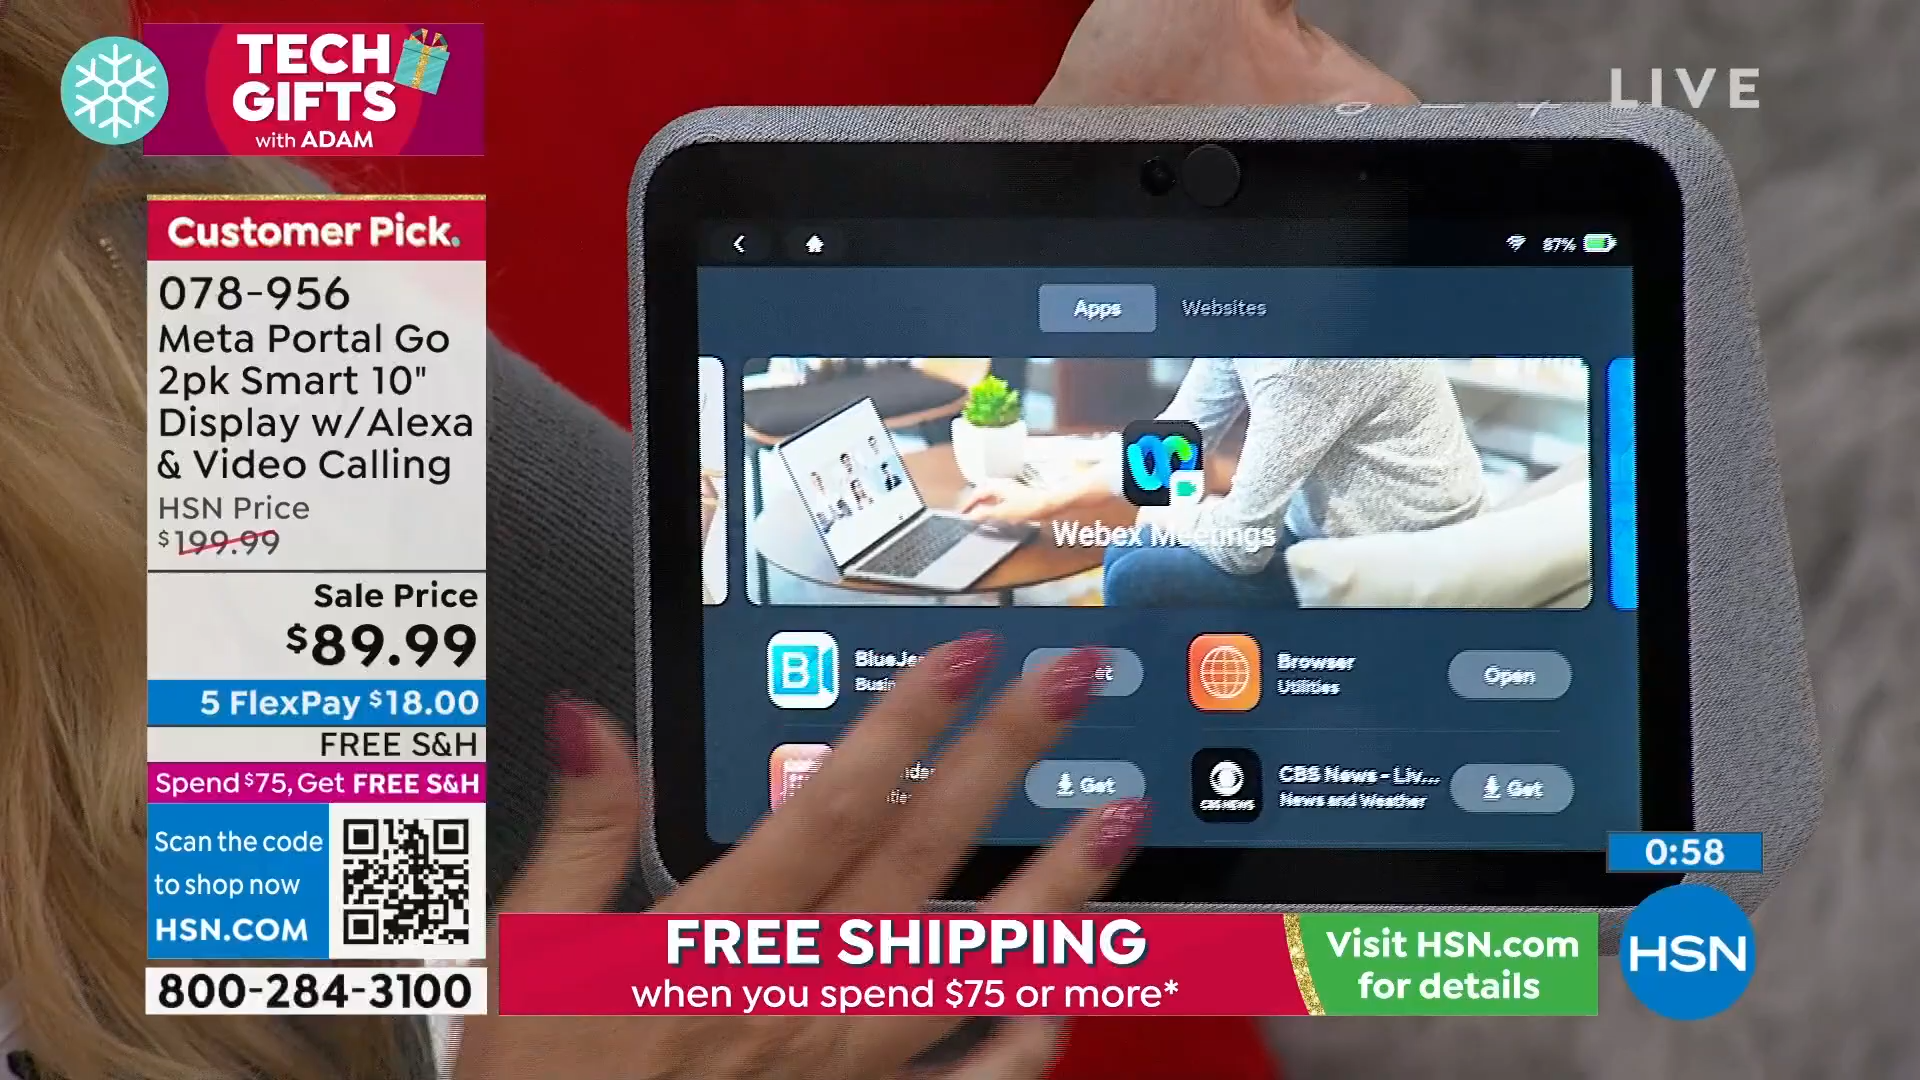 TECH
GIFTS
with ADAM
LIVE
Customer Pick.
078-956
Meta Portal Go
2pk Smart 10"
Display w/Alexa
& Video Calling
HSN Price
$199.99
Sale Price
$89.99
5 FlexPay $18.00
FREE S&H
Spend $75, Get FREE S&H
Scan the code
to shop now
HSN.COM
800-284-3100
87%
Apps
Websites
Webex Meetings
B
Browser
Utilities
Open
Get
CBS NEWS
CBS News - Liv...
News and Weather
Get
0:58
FREE SHIPPING
when you spend $75 or more*
Visit HSN.com
for details
HSN